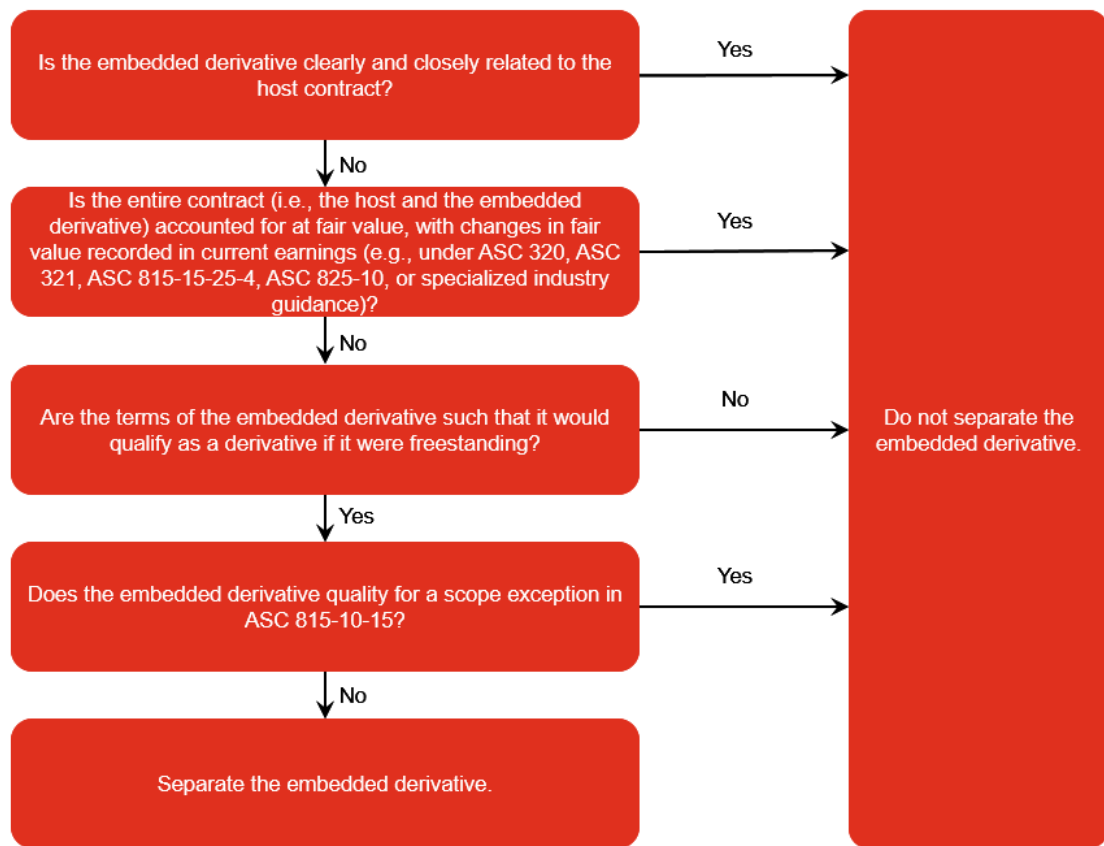 Is the embedded derivative clearly and closely related to the
host contract?
Yes
No
Is the entire contract (i.e., the host and the embedded
derivative) accounted for at fair value, with changes in fair
value recorded in current earnings (e.g., under ASC 320, ASC
321, ASC 815-15-25-4, ASC 825-10, or specialized industry
guidance)?
Yes
No
Are the terms of the embedded derivative such that it would
qualify as a derivative if it were freestanding?
No
Do not separate the
embedded derivative.
Yes
Does the embedded derivative quality for a scope exception in
ASC 815-10-15?
Yes
No
Separate the embedded derivative.